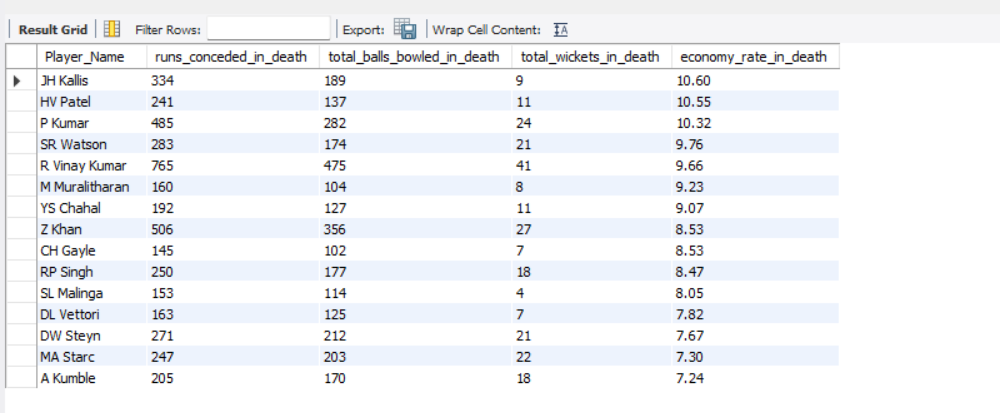 Result Grid Filter Rows: Export: Wrap Cell Content: IA
Player_Name runs_conceded_in_death total_balls_bowled_in_death total_wickets_in_death economy_rate_in_death
JH Kallis 334 189 9 10.60
HV Patel 241 137 11 10.55
P Kumar 485 282 24 10.32
SR Watson 283 174 21 9.76
R Vinay Kumar 765 475 41 9.66
M Muralitharan 160 104 8 9.23
YS Chahal 192 127 11 9.07
Z Khan 506 356 27 8.53
CH Gayle 145 102 7 8.53
RP Singh 250 177 18 8.47
SL Malinga 153 114 4 8.05
DL Vettori 163 125 7 7.82
DW Steyn 271 212 21 7.67
MA Starc 247 203 22 7.30
A Kumble 205 170 18 7.24